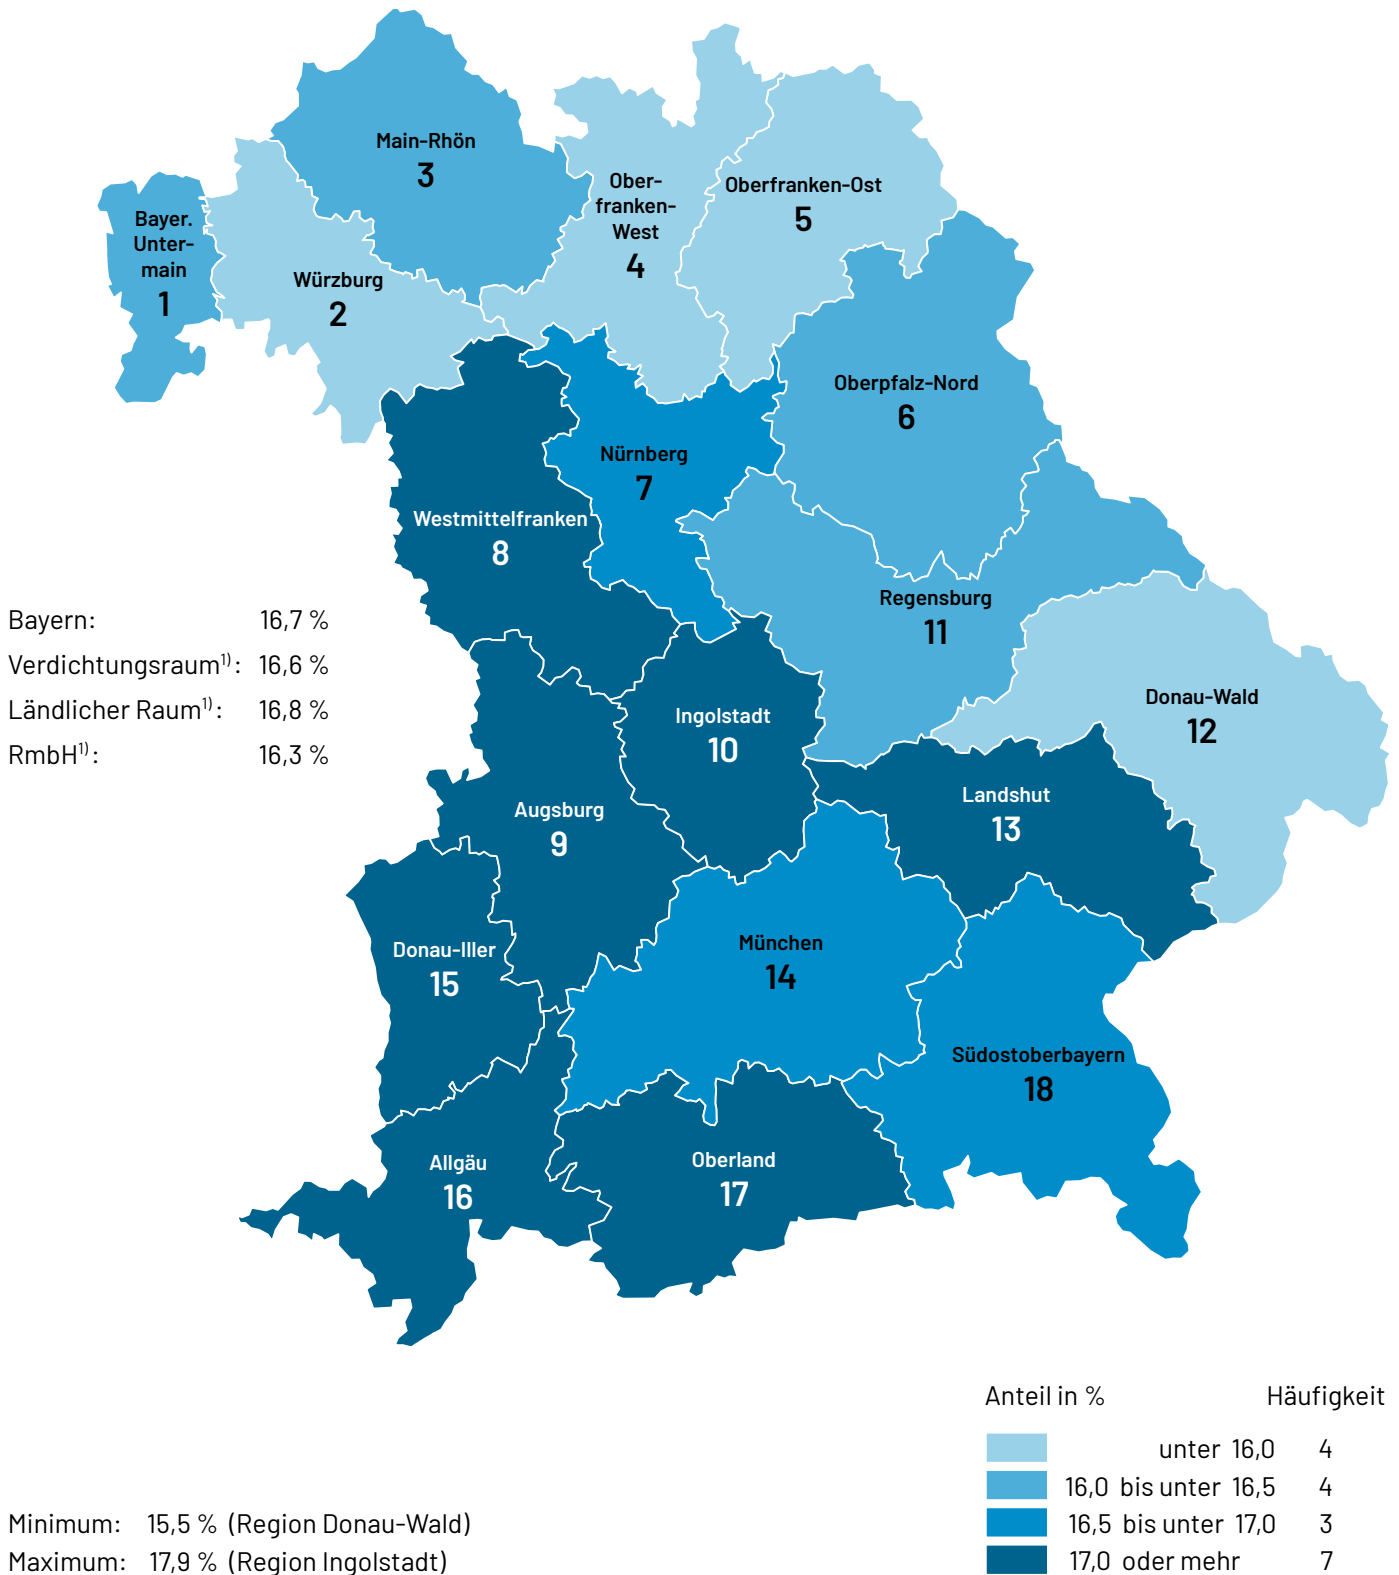 Main-Rhön
3
Ober-
franken-
West
4
Oberfranken-Ost
5
Bayer.
Unter-
main
1
Würzburg
2
Oberpfalz-Nord
6
Nürnberg
7
Westmittelfranken
8
Regensburg
11
Bayern: 16,7 %
Verdichtungsraum¹⁾: 16,6 %
Ländlicher Raum¹⁾: 16,8 %
RmbH¹⁾: 16,3 %
Donau-Wald
12
Ingolstadt
10
Landshut
13
Augsburg
9
Donau-Iller
15
München
14
Südostoberbayern
18
Allgäu
16
Oberland
17
Anteil in % Häufigkeit
unter 16,0 4
16,0 bis unter 16,5 4
16,5 bis unter 17,0 3
17,0 oder mehr 7
Minimum: 15,5 % (Region Donau-Wald)
Maximum: 17,9 % (Region Ingolstadt)